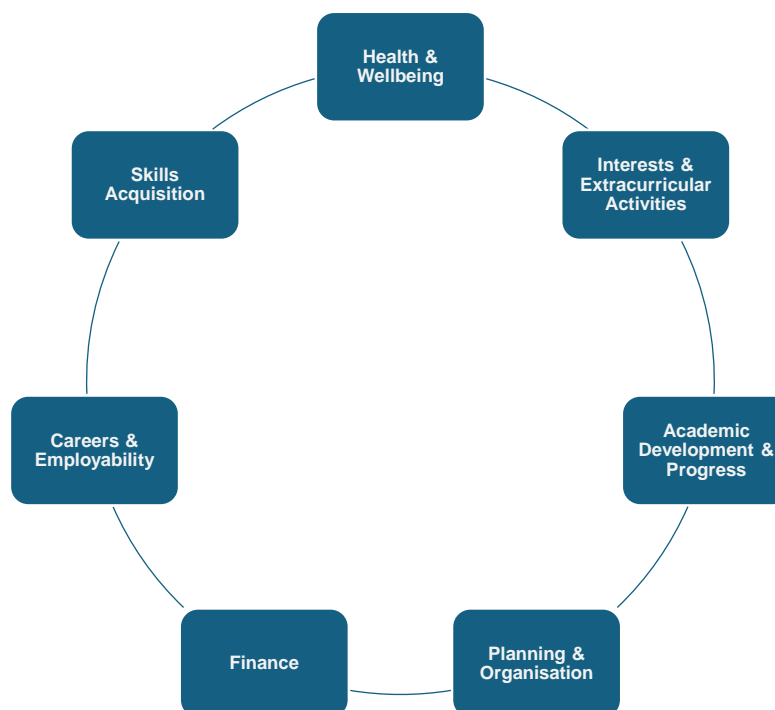 Health &
Wellbeing
Interests &
Extracurricular
Activities
Academic
Development &
Progress
Planning &
Organisation
Finance
Careers &
Employability
Skills
Acquisition